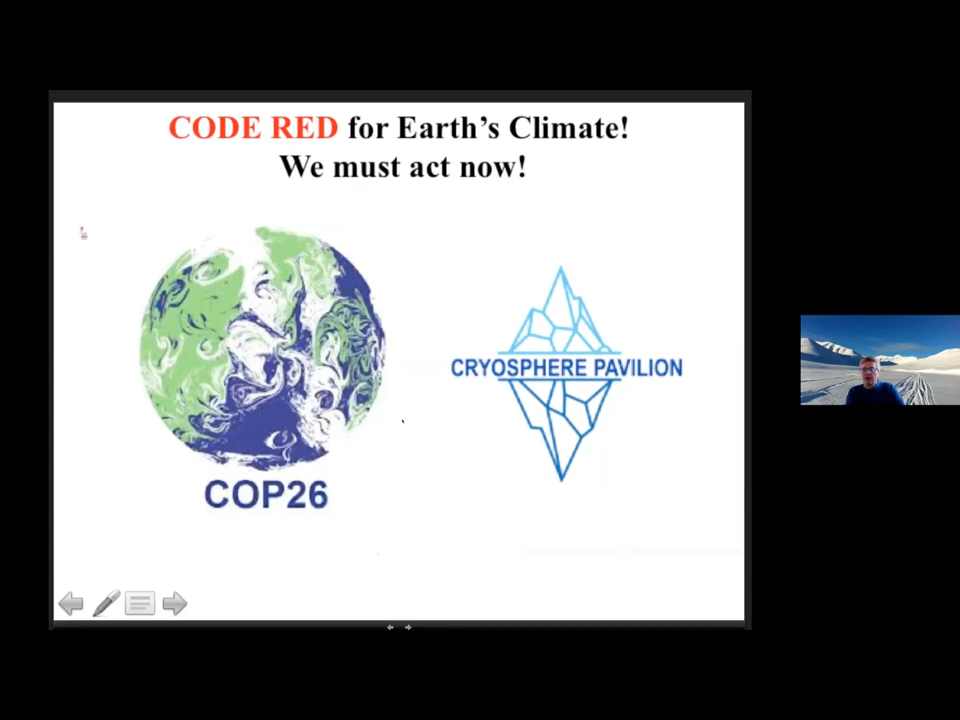 CODE RED for Earth's Climate!
We must act now!
CRYOSPHERE PAVILION
COP26